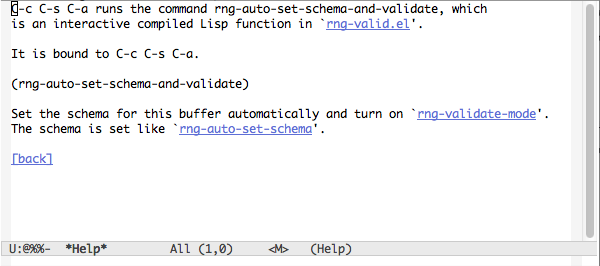 C-c C-s C-a runs the command rng-auto-set-schema-and-validate, which
is an interactive compiled Lisp function in `rng-valid.el'.
It is bound to C-c C-s C-a.
(rng-auto-set-schema-and-validate)
Set the schema for this buffer automatically and turn on `rng-validate-mode'.
The schema is set like `rng-auto-set-schema'.
[back]
U:@%%- *Help* All (1,0) <M> (Help)